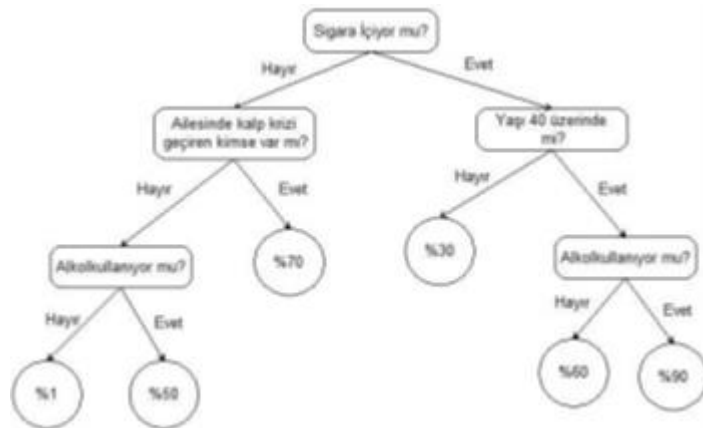 Sigara İçiyor mu?
Hayır
Evet
Ailesinde kalp krizi
geçiren kimse var mı?
Yaşı 40 üzerinde
mi?
Hayır
Evet
Hayır
Evet
Alkolkullanıyor mu?
%70
%30
Alkolkullanıyor mu?
Hayır
Evet
Hayır
Evet
%1
%50
%60
%90